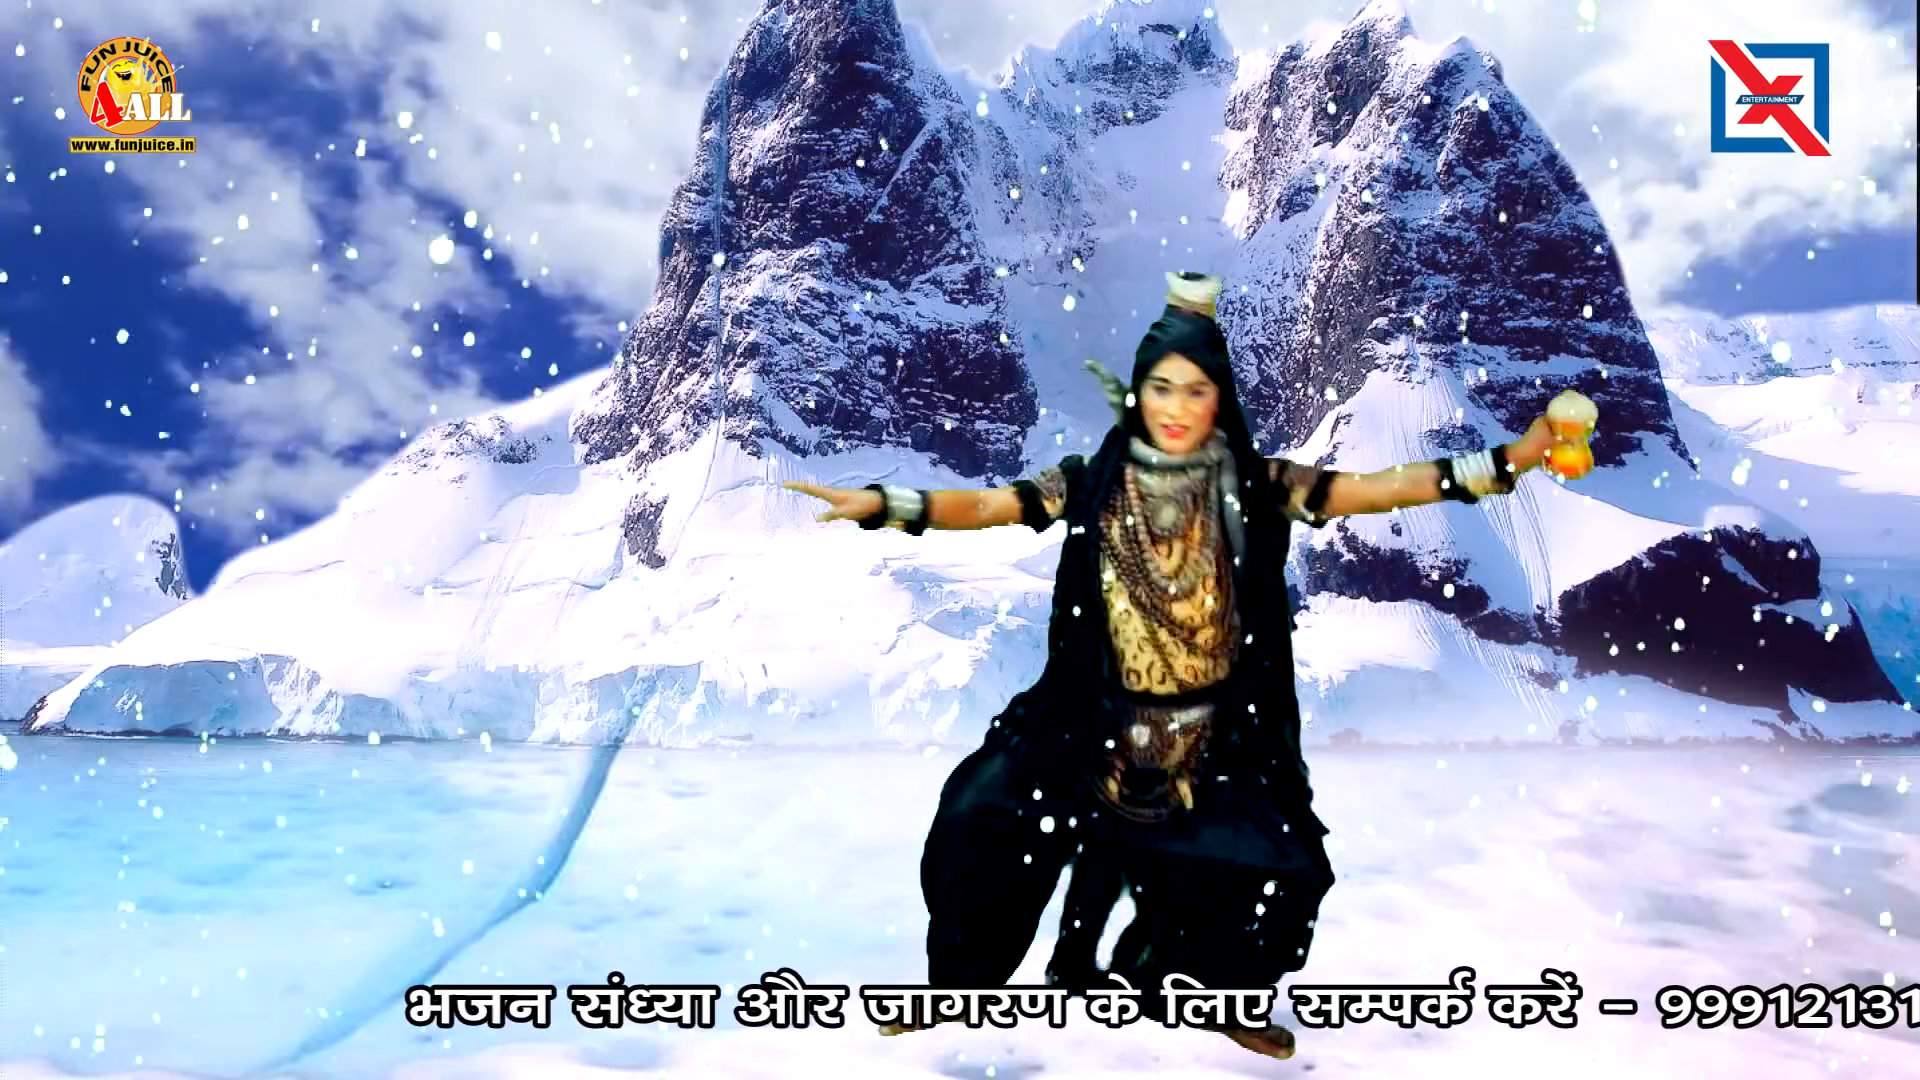 FUN JUICE
4ALL
www.funjuice.in
ENTERTAINMENT
भजन संध्या और जागरण के लिए सम्पर्क करें - 99912131